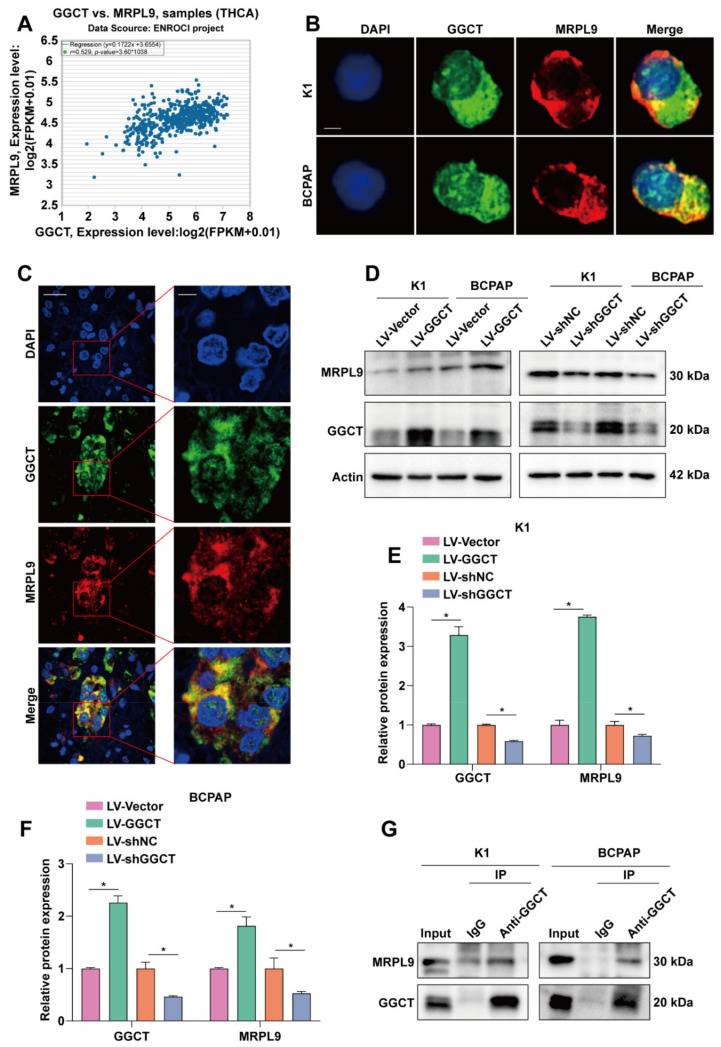 A
GGCT vs. MRPL9, samples (THCA)
Data Scource: ENROCI project
Regression (y=0.1722x +3.6554)
r=0.529, p-value=3.60*1038
MRPL9, Expression level:
log2(FPKM+0.01)
6.5
6
5.5
5
4.5
4
3.5
3
2.5
1 2 3 4 5 6 7 8
GGCT, Expression level:log2(FPKM+0.01)
B
DAPI GGCT MRPL9 Merge
K1
BCPAP
C
DAPI
GGCT
MRPL9
Merge
D
K1 BCPAP K1 BCPAP
LV-Vector LV-GGCT LV-Vector LV-GGCT LV-shNC LV-shGGCT LV-shNC LV-shGGCT
MRPL9 30 kDa
GGCT 20 kDa
Actin 42 kDa
E
K1
LV-Vector
LV-GGCT
LV-shNC
LV-shGGCT
Relative protein expression
4
3
2
1
0
* * * *
GGCT MRPL9
F
BCPAP
LV-Vector
LV-GGCT
LV-shNC
LV-shGGCT
Relative protein expression
3
2
1
0
* * * *
GGCT MRPL9
G
K1 BCPAP
IP IP
Input IgG Anti-GGCT Input IgG Anti-GGCT
MRPL9 30 kDa
GGCT 20 kDa